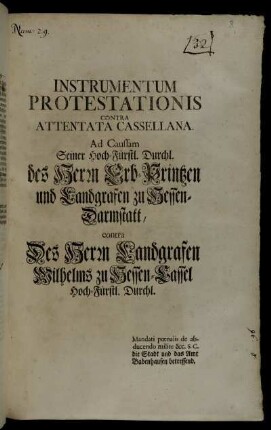 Num: 29.
[32]
INSTRUMENTUM
PROTESTATIONIS
CONTRA
ATTENTATA CASSELLANA.
Ad Causam
Seiner Hoch-Fürstl. Durchl.
des Herrn Erb-Printzen
und Landgrafen zu Hessen-
Darmstatt/
contra
Des Herrn Landgrafen
Wilhelms zu Hessen-Cassel
Hoch-Fürstl. Durchl.
Mandati pœnalis de ab-
ducendo milite &c. S. C.
die Stadt und das Amt
Babenhausen betreffend.